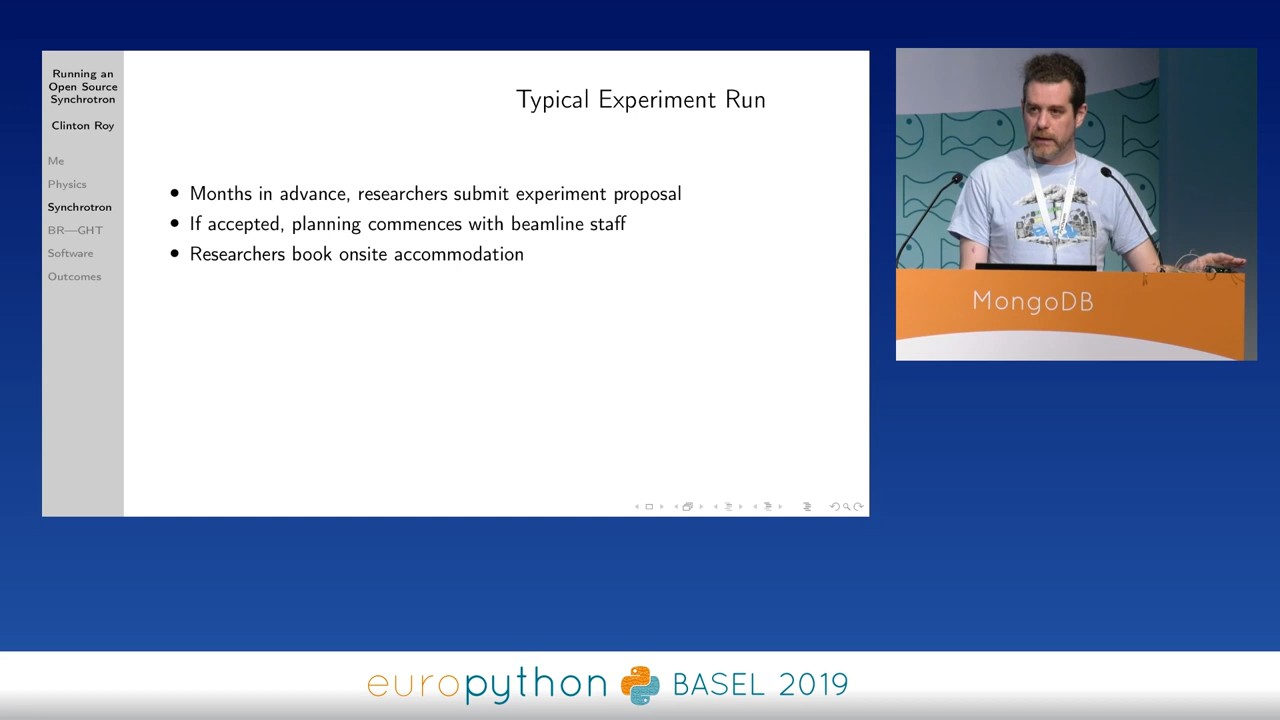 Running an
Open Source
Synchrotron
Clinton Roy
Me
Physics
Synchrotron
BR—GHT
Software
Outcomes
Typical Experiment Run
• Months in advance, researchers submit experiment proposal
• If accepted, planning commences with beamline staff
• Researchers book onsite accommodation
MongoDB
europython BASEL 2019